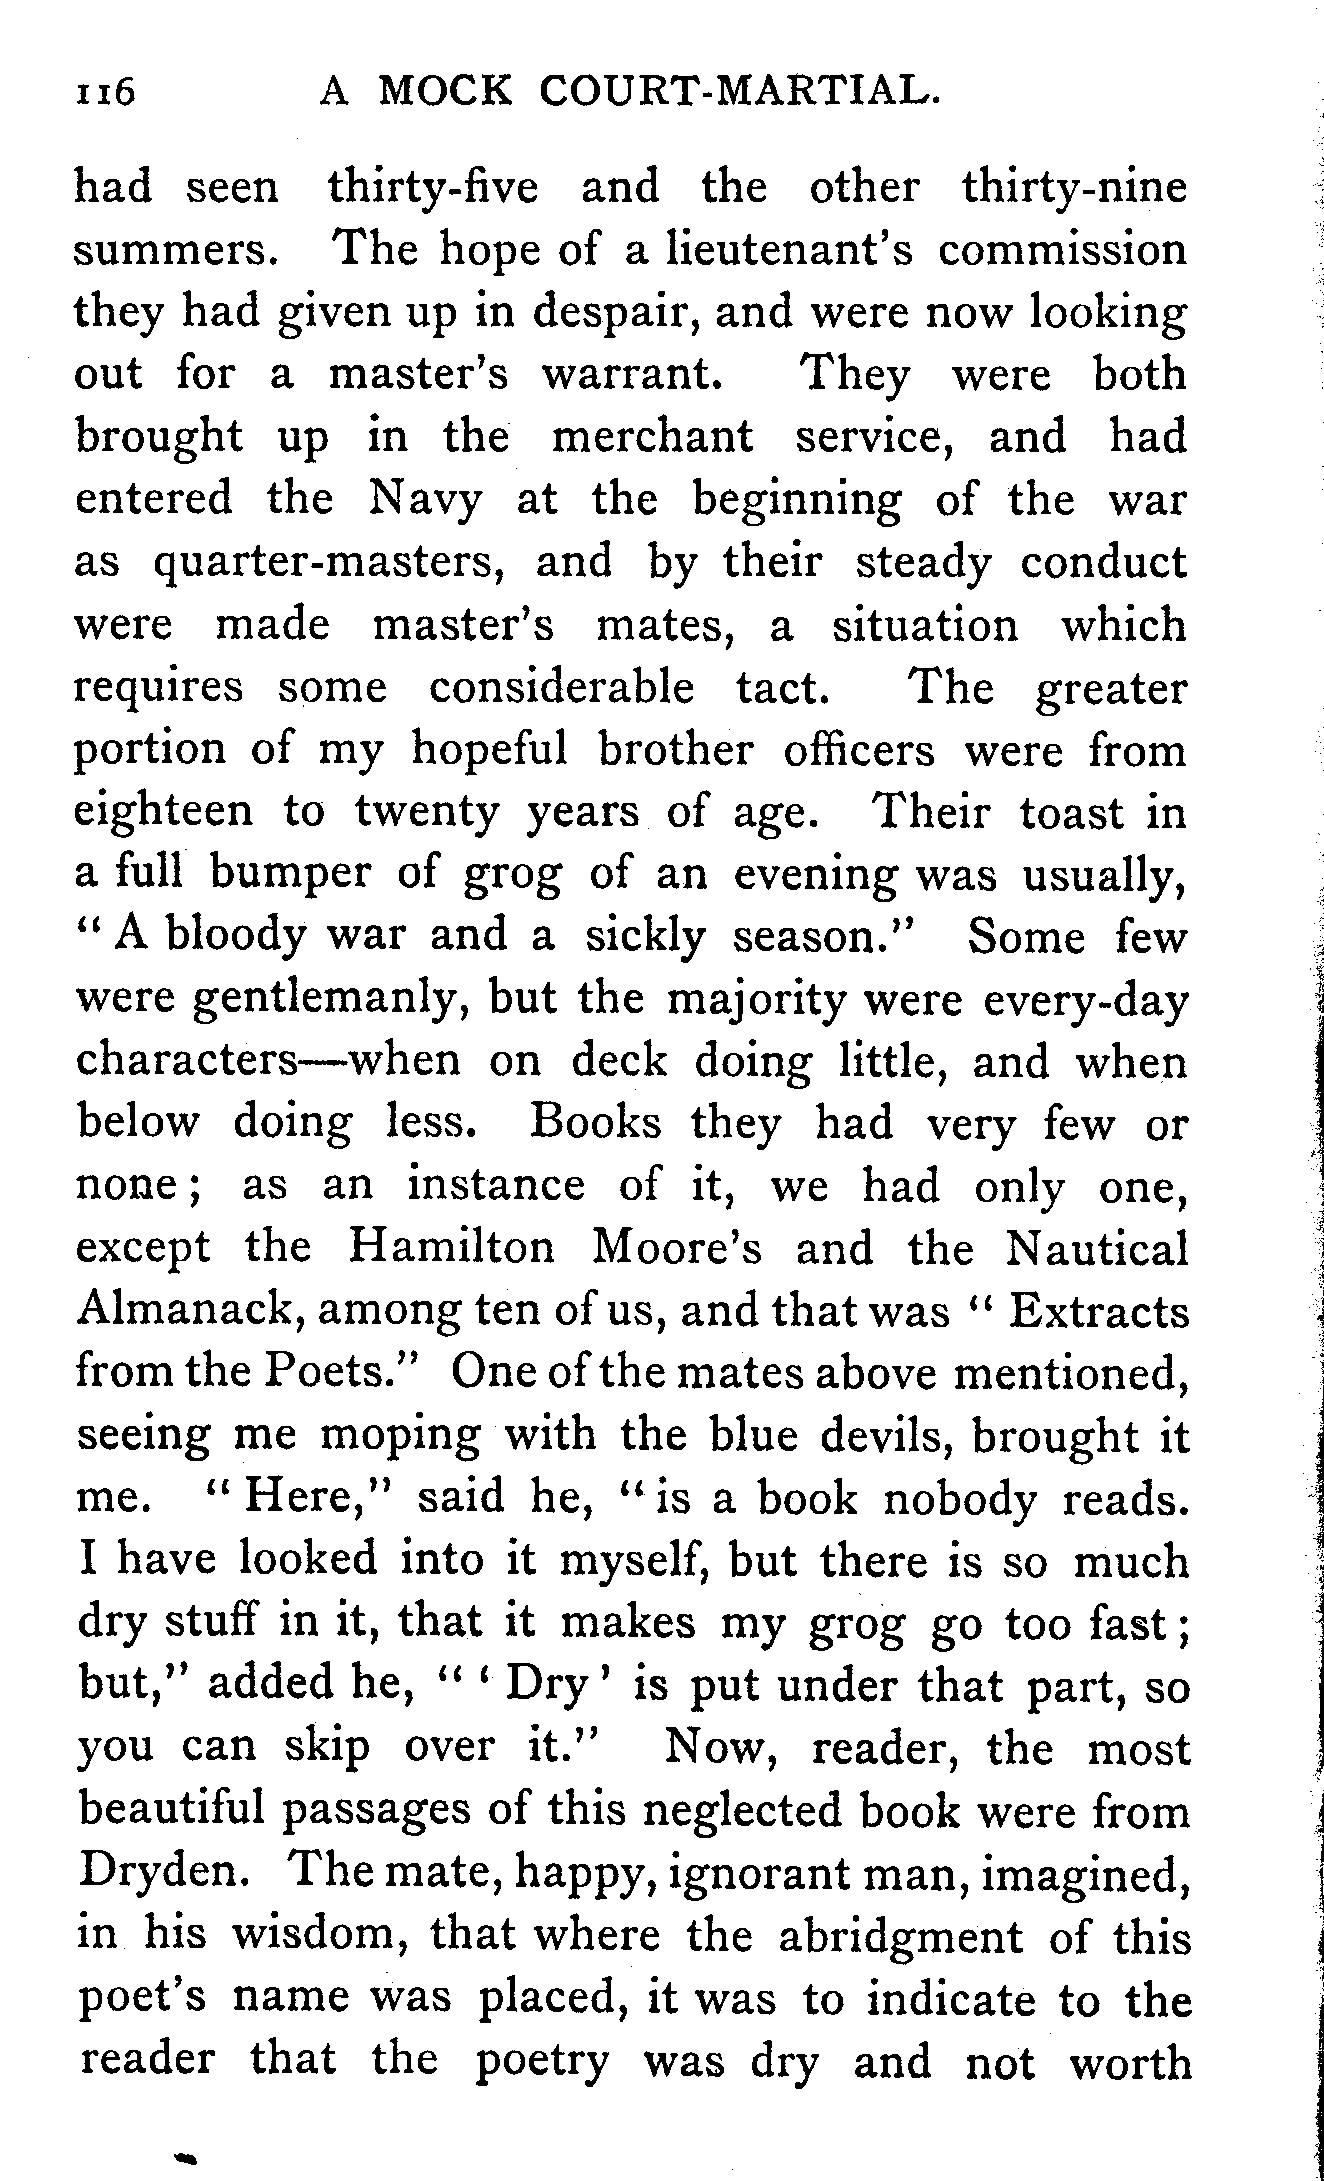 116 A MOCK COURT-MARTIAL.
had seen thirty-five and the other thirty-nine
summers. The hope of a lieutenant's commission
they had given up in despair, and were now looking
out for a master's warrant. They were both
brought up in the merchant service, and had
entered the Navy at the beginning of the war
as quarter-masters, and by their steady conduct
were made master's mates, a situation which
requires some considerable tact. The greater
portion of my hopeful brother officers were from
eighteen to twenty years of age. Their toast in
a full bumper of grog of an evening was usually,
" A bloody war and a sickly season." Some few
were gentlemanly, but the majority were every-day
characters—when on deck doing little, and when
below doing less. Books they had very few or
none ; as an instance of it, we had only one,
except the Hamilton Moore's and the Nautical
Almanack, among ten of us, and that was " Extracts
from the Poets." One of the mates above mentioned,
seeing me moping with the blue devils, brought it
me. " Here," said he, " is a book nobody reads.
I have looked into it myself, but there is so much
dry stuff in it, that it makes my grog go too fast ;
but," added he, " ' Dry ' is put under that part, so
you can skip over it." Now, reader, the most
beautiful passages of this neglected book were from
Dryden. The mate, happy, ignorant man, imagined,
in his wisdom, that where the abridgment of this
poet's name was placed, it was to indicate to the
reader that the poetry was dry and not worth